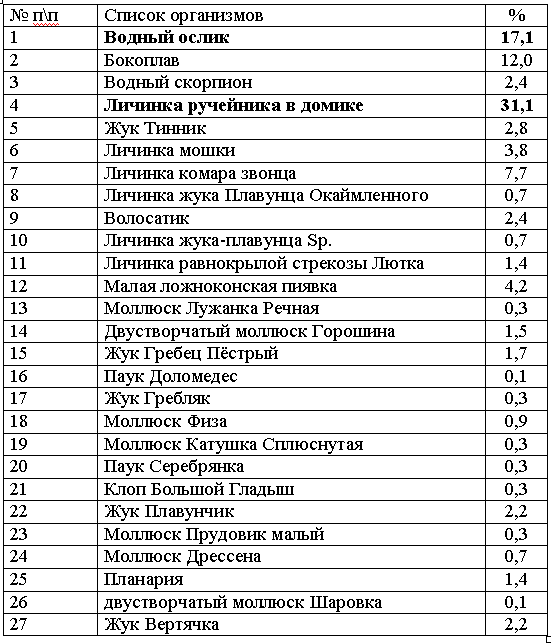 № п\п Список организмов %
1 Водный ослик 17,1
2 Бокоплав 12,0
3 Водный скорпион 2,4
4 Личинка ручейника в домике 31,1
5 Жук Тинник 2,8
6 Личинка мошки 3,8
7 Личинка комара звонца 7,7
8 Личинка жука Плавунца Окаймленного 0,7
9 Волосатик 2,4
10 Личинка жука-плавунца Sp. 0,7
11 Личинка равнокрылой стрекозы Лютка 1,4
12 Малая ложноконская пиявка 4,2
13 Моллюск Лужанка Речная 0,3
14 Двустворчатый моллюск Горошина 1,5
15 Жук Гребец Пёстрый 1,7
16 Паук Доломедес 0,1
17 Жук Гребляк 0,3
18 Моллюск Физа 0,9
19 Моллюск Катушка Сплюснутая 0,3
20 Паук Серебрянка 0,3
21 Клоп Большой Гладыш 0,3
22 Жук Плавунчик 2,2
23 Моллюск Прудовик малый 0,3
24 Моллюск Дрессена 0,7
25 Планария 1,4
26 двустворчатый моллюск Шаровка 0,1
27 Жук Вертячка 2,2